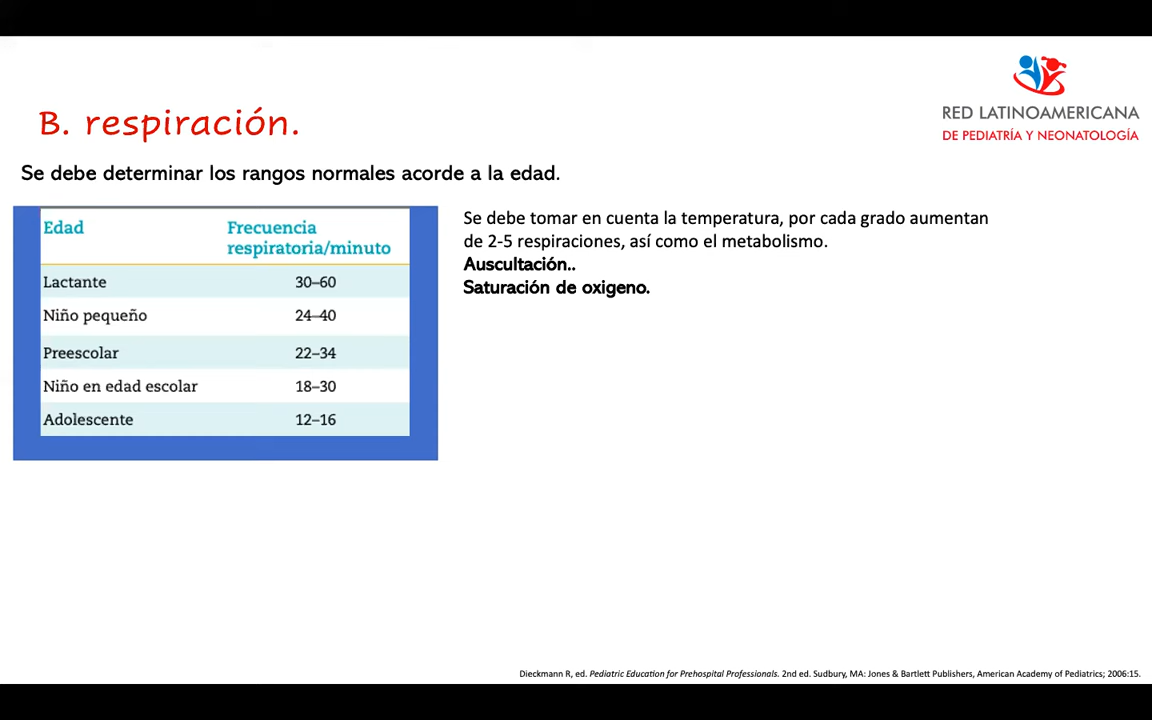 RED LATINOAMERICANA
DE PEDIATRÍA Y NEONATOLOGÍA
B. respiración.
Se debe determinar los rangos normales acorde a la edad.
Edad Frecuencia respiratoria/minuto
Lactante 30–60
Niño pequeño 24–40
Preescolar 22–34
Niño en edad escolar 18–30
Adolescente 12–16
Se debe tomar en cuenta la temperatura, por cada grado aumentan
de 2-5 respiraciones, así como el metabolismo.
Auscultación..
Saturación de oxigeno.
Dieckmann R, ed. Pediatric Education for Prehospital Professionals. 2nd ed. Sudbury, MA: Jones & Bartlett Publishers, American Academy of Pediatrics; 2006:15.